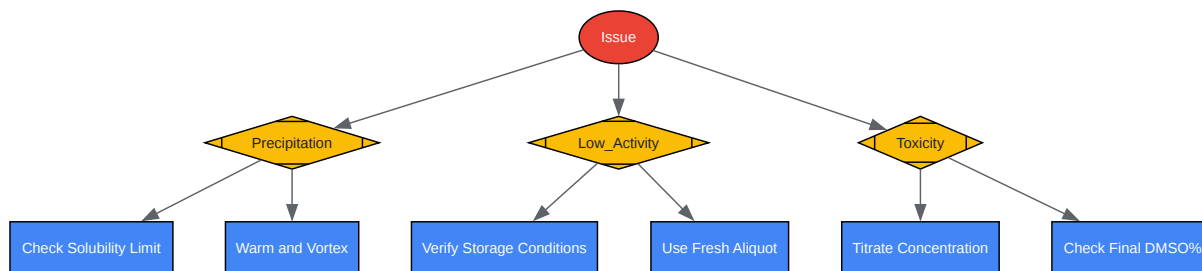 Issue
Precipitation
Low_Activity
Toxicity
Check Solubility Limit
Warm and Vortex
Verify Storage Conditions
Use Fresh Aliquot
Titrate Concentration
Check Final DMSO%